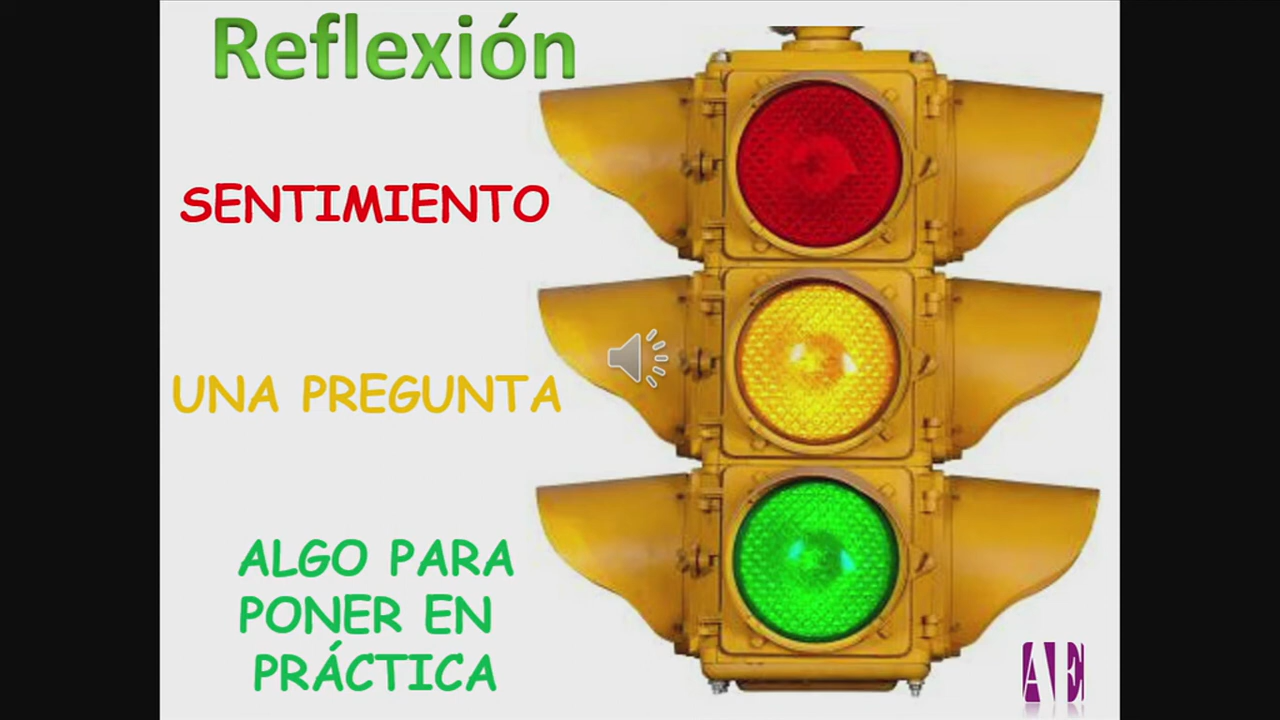 Reflexión
SENTIMIENTO
UNA PREGUNTA
ALGO PARA
PONER EN
PRÁCTICA
AE